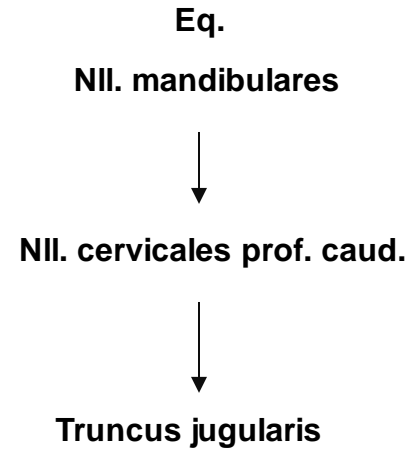 Eq.
Nll. mandibulares
Nll. cervicales prof. caud.
Truncus jugularis